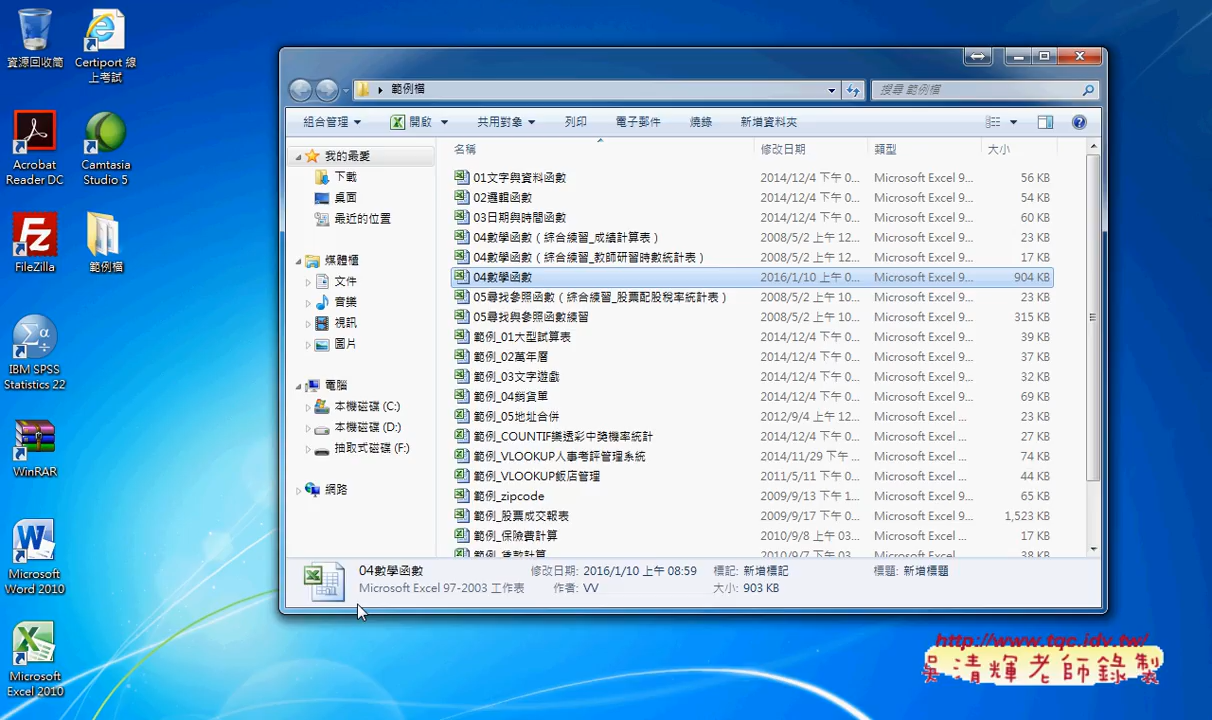 資源回收筒
Certiport 線上考試
Acrobat Reader DC
Camtasia Studio 5
FileZilla
範例檔
IBM SPSS Statistics 22
WinRAR
Microsoft Word 2010
Microsoft Excel 2010
範例檔
搜尋 範例檔
組合管理
開啟
共用對象
列印
電子郵件
燒錄
新增資料夾
我的最愛
下載
桌面
最近的位置
媒體櫃
文件
音樂
視訊
圖片
電腦
本機磁碟 (C:)
本機磁碟 (D:)
抽取式磁碟 (F:)
網路
名稱 修改日期 類型 大小
01文字與資料函數 2014/12/4 下午 0... Microsoft Excel 9... 56 KB
02邏輯函數 2014/12/4 下午 0... Microsoft Excel 9... 54 KB
03日期與時間函數 2014/12/4 下午 0... Microsoft Excel 9... 60 KB
04數學函數（綜合練習_成績計算表） 2008/5/2 上午 12... Microsoft Excel 9... 23 KB
04數學函數（綜合練習_教師研習時數統計表） 2008/5/2 上午 12... Microsoft Excel 9... 17 KB
04數學函數 2016/1/10 上午 0... Microsoft Excel 9... 904 KB
05尋找參照函數（綜合練習_股票配股稅率統計表） 2008/5/2 上午 10... Microsoft Excel 9... 23 KB
05尋找與參照函數練習 2008/5/2 上午 10... Microsoft Excel 9... 315 KB
範例_01大型試算表 2014/12/4 下午 0... Microsoft Excel 9... 39 KB
範例_02萬年曆 2014/12/4 下午 0... Microsoft Excel 9... 37 KB
範例_03文字遊戲 2014/12/4 下午 0... Microsoft Excel 9... 32 KB
範例_04銷貨單 2014/12/4 下午 0... Microsoft Excel 9... 69 KB
範例_05地址合併 2012/9/4 上午 12... Microsoft Excel ... 23 KB
範例_COUNTIF樂透彩中獎機率統計 2014/12/4 下午 0... Microsoft Excel ... 27 KB
範例_VLOOKUP人事考評管理系統 2014/11/29 下午 ... Microsoft Excel ... 74 KB
範例_VLOOKUP飯店管理 2011/5/11 下午 0... Microsoft Excel ... 44 KB
範例_zipcode 2009/9/13 下午 1... Microsoft Excel 9... 65 KB
範例_股票成交報表 2009/9/17 下午 0... Microsoft Excel 9... 1,523 KB
範例_保險費計算 2010/9/8 上午 03... Microsoft Excel 9... 17 KB
範例_貸款計算 2010/9/7 下午 03... Microsoft Excel 9... 38 KB
04數學函數 修改日期: 2016/1/10 上午 08:59 標記: 新增標記 標題: 新增標題
Microsoft Excel 97-2003 工作表 作者: VV 大小: 903 KB
http://www.tqc.idv.tw/
吳清輝老師錄製